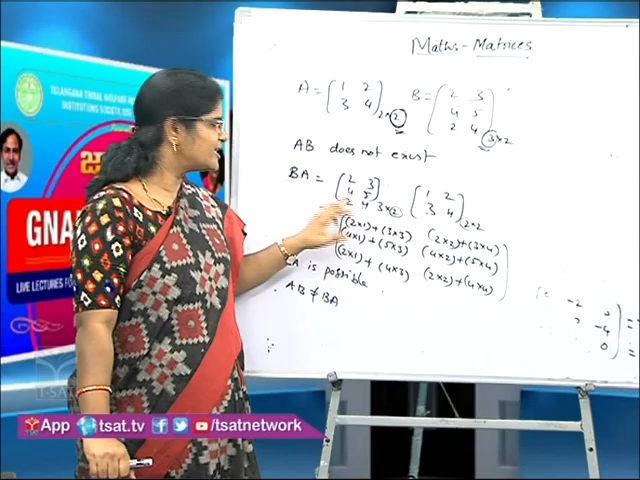 Maths-Matrices
A = ( 1 2
3 4 ) 2×2
B = ( 2 3
4 5
2 4 ) 3×2
AB does not exist
BA = ( 2 3
4 5
2 4 ) 3×2
( 1 2
3 4 ) 2×2
(2×1)+(3×3) (2×2)+(3×4)
(4×1)+(5×3) (4×2)+(5×4)
(2×1)+(4×3) (2×2)+(4×4)
is possible
AB ≠ BA
-2
-4
0
TELANGANA TRIBAL WELFARE
INSTITUTIONS SOCIETY
GNA
LIVE LECTURES
App tsat.tv /tsatnetwork